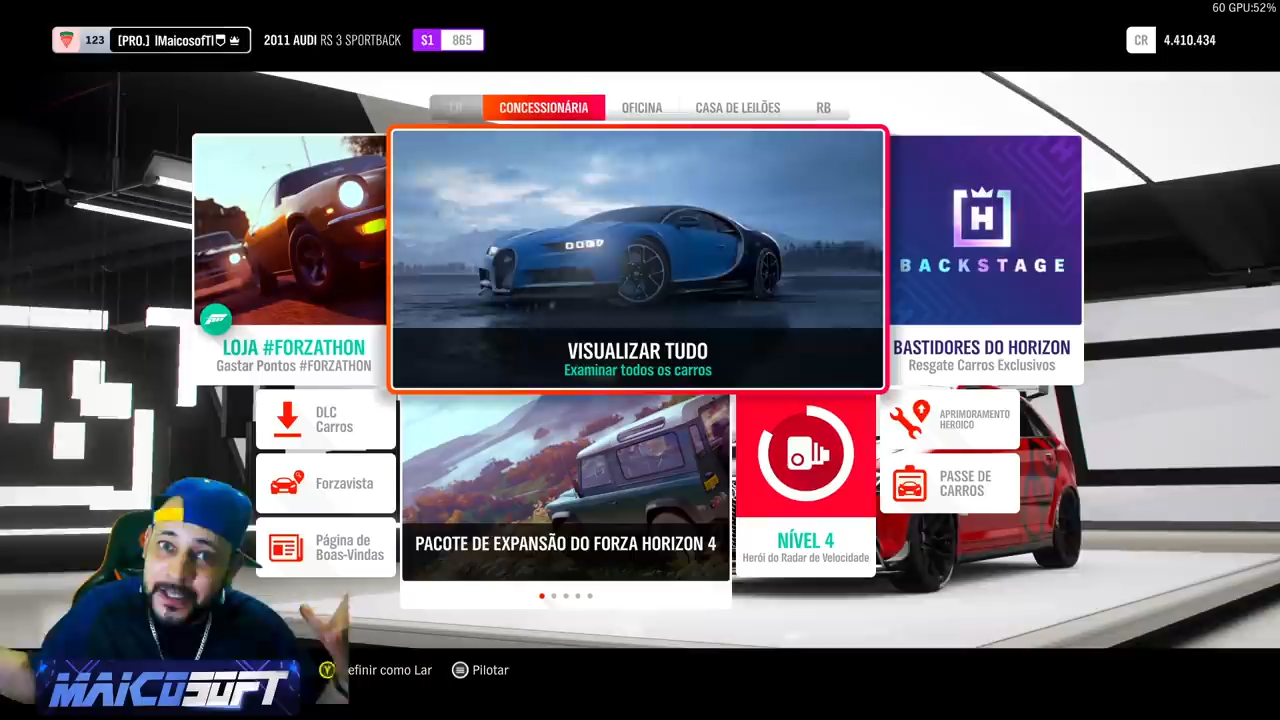 60 GPU:52%
123 [PRO.] IMaicosofTI
2011 AUDI RS 3 SPORTBACK
S1 865
CR 4.410.434
LB
CONCESSIONÁRIA
OFICINA
CASA DE LEILÕES
RB
LOJA #FORZATHON
Gastar Pontos #FORZATHON
VISUALIZAR TUDO
Examinar todos os carros
H
BACKSTAGE
BASTIDORES DO HORIZON
Resgate Carros Exclusivos
DLC
Carros
Forzavista
Página de
Boas-Vindas
PACOTE DE EXPANSÃO DO FORZA HORIZON 4
NÍVEL 4
Herói do Radar de Velocidade
APRIMORAMENTO
HEROICO
PASSE DE
CARROS
MAICOSOFT
Y efinir como Lar
Pilotar